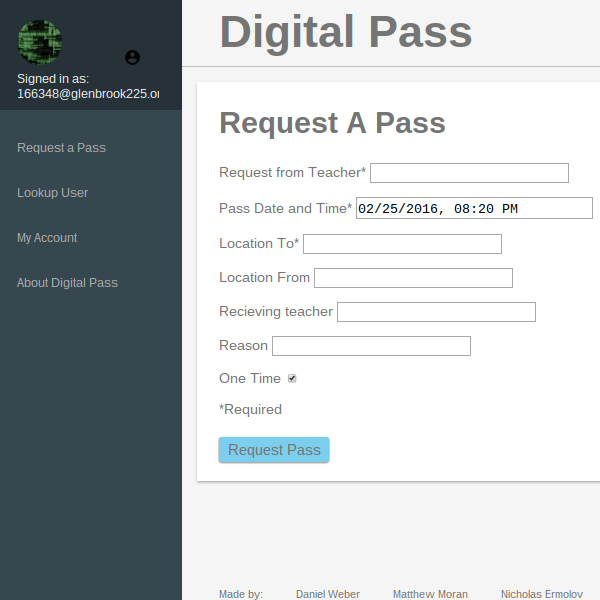 Digital Pass
Signed in as:
166348@glenbrook225.or
Request a Pass
Lookup User
My Account
About Digital Pass
Request A Pass
Request from Teacher*
Pass Date and Time* 02/25/2016, 08:20 PM
Location To*
Location From
Recieving teacher
Reason
One Time
*Required
Request Pass
Made by: Daniel Weber Matthew Moran Nicholas Ermolov